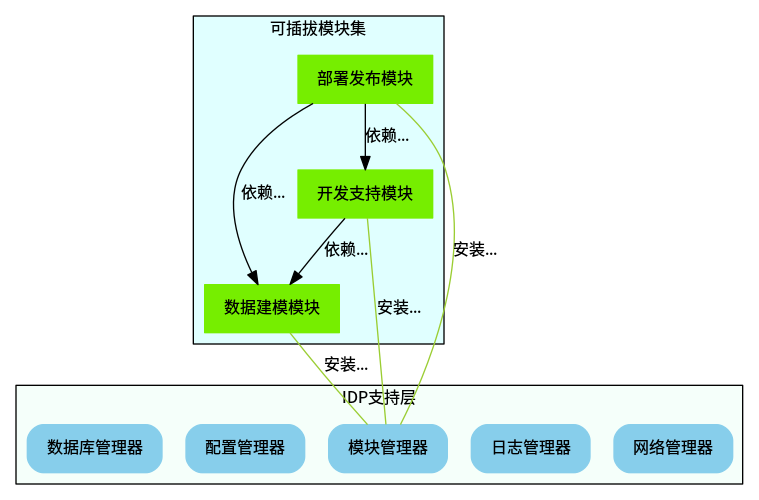 可插拔模块集
部署发布模块
依赖...
开发支持模块
依赖...
依赖...
安装...
数据建模模块
安装...
安装...
IDP支持层
数据库管理器
配置管理器
模块管理器
日志管理器
网络管理器